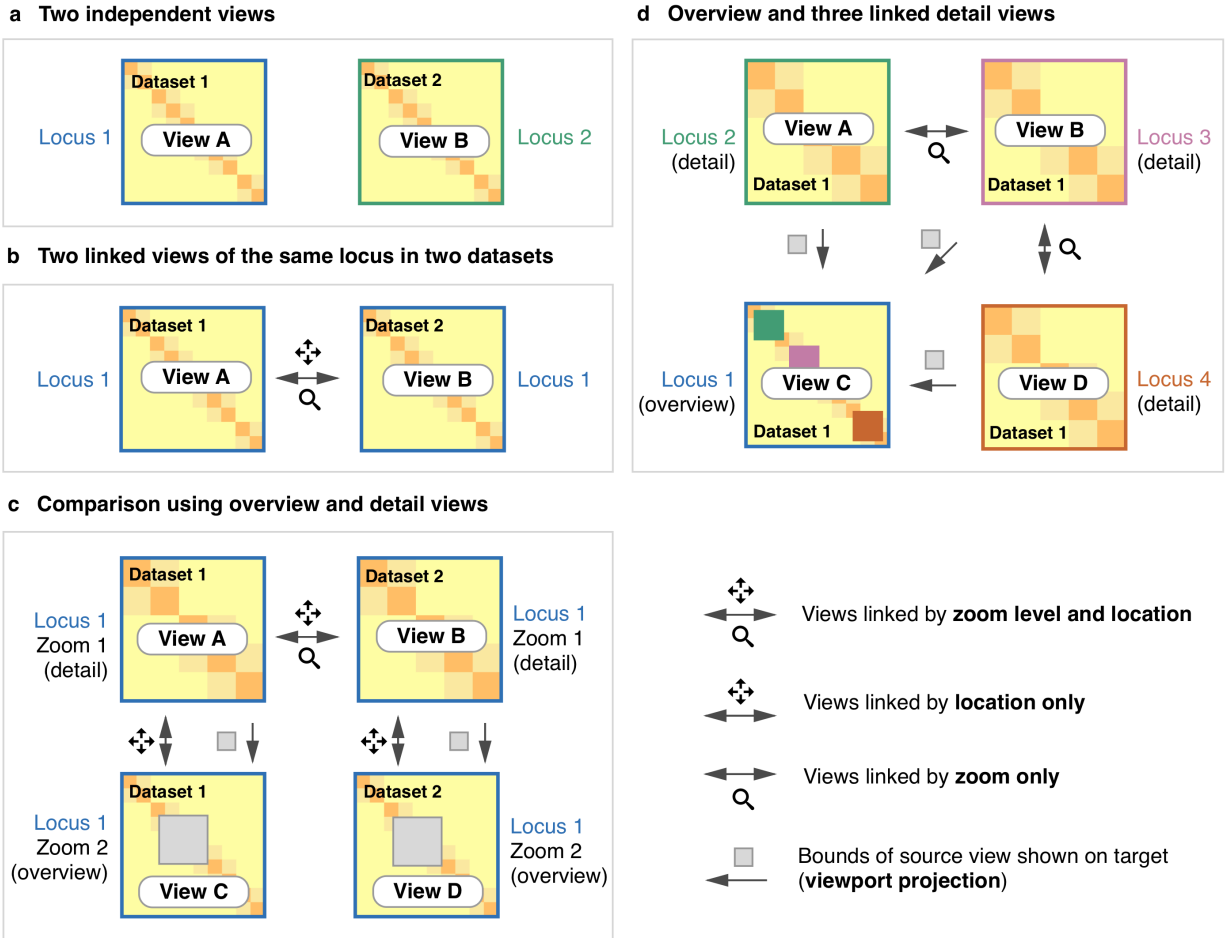 a Two independent views
Dataset 1
Dataset 2
Locus 1
View A
View B
Locus 2
b Two linked views of the same locus in two datasets
Dataset 1
Dataset 2
Locus 1
View A
View B
Locus 1
c Comparison using overview and detail views
Dataset 1
Dataset 2
Locus 1
Zoom 1
(detail)
View A
View B
Locus 1
Zoom 1
(detail)
Dataset 1
Dataset 2
Locus 1
Zoom 2
(overview)
View C
View D
Locus 1
Zoom 2
(overview)
d Overview and three linked detail views
Locus 2
(detail)
View A
Dataset 1
View B
Dataset 1
Locus 3
(detail)
Locus 1
(overview)
View C
Dataset 1
View D
Dataset 1
Locus 4
(detail)
Views linked by zoom level and location
Views linked by location only
Views linked by zoom only
Bounds of source view shown on target
(viewport projection)